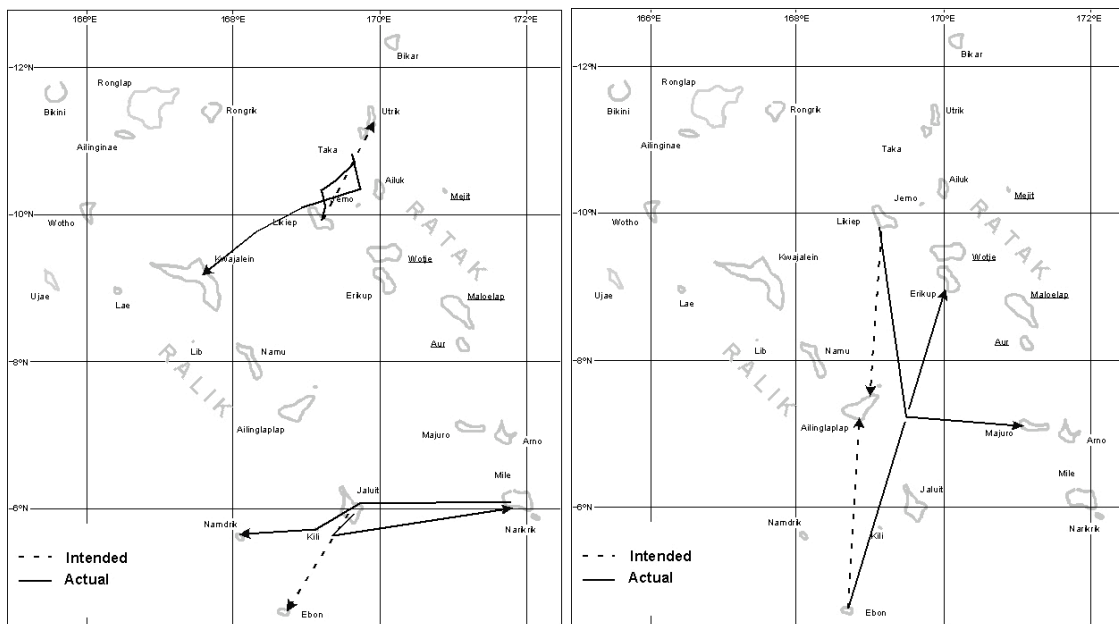 166°E 168°E 170°E 172°E
Bikar
12°N
Ronglap
Bikini
Rongrik
Utrik
Ailinginae
Taka
Ailuk
Mejit
Jemo
10°N
Wotho
Likiep
RATAK
Kwajalein
Wotje
Ujae
Lae
Erikup
Maloelap
Lib
Namu
Aur
8°N
RALIK
Ailinglaplap
Majuro
Arno
Mile
Jaluit
6°N
Namdrik
Kili
Narikrik
Intended
Actual
Ebon
166°E 168°E 170°E 172°E
Bikar
12°N
Ronglap
Bikini
Rongrik
Utrik
Ailinginae
Taka
Ailuk
Mejit
Jemo
10°N
Wotho
Likiep
RATAK
Kwajalein
Wotje
Ujae
Lae
Erikup
Maloelap
Lib
Namu
Aur
8°N
RALIK
Ailinglaplap
Majuro
Arno
Mile
Jaluit
6°N
Namdrik
Kili
Narikrik
Intended
Actual
Ebon